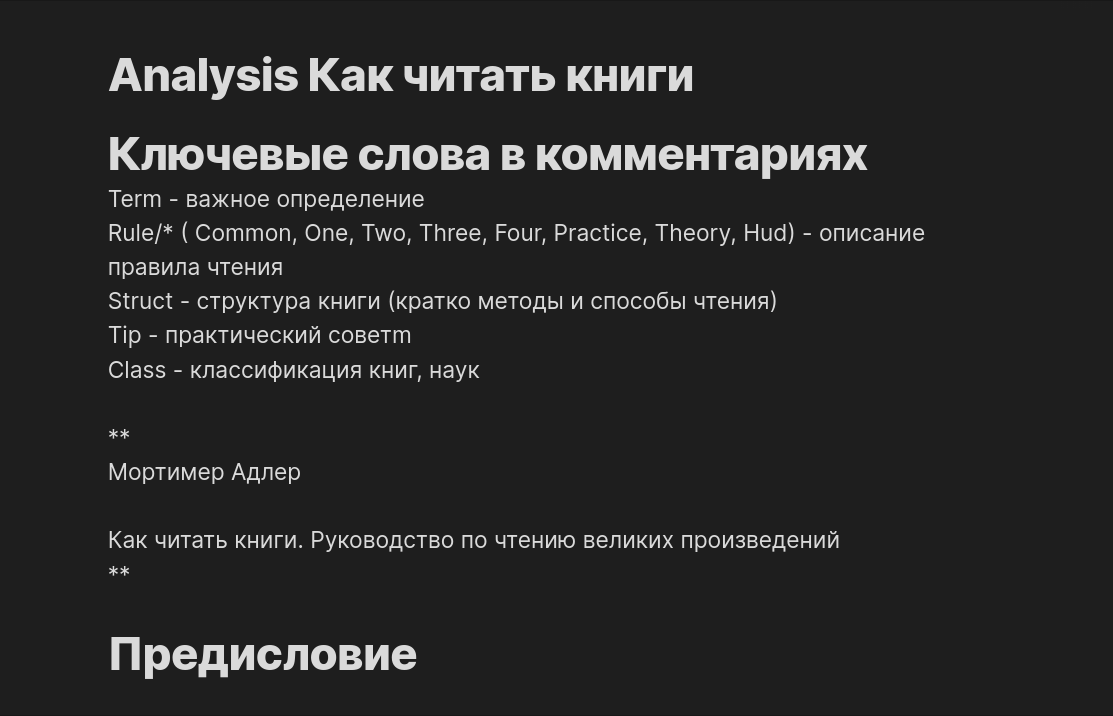 Analysis Как читать книги
Ключевые слова в комментариях
Term - важное определение
Rule/* ( Common, One, Two, Three, Four, Practice, Theory, Hud) - описание
правила чтения
Struct - структура книги (кратко методы и способы чтения)
Tip - практический советm
Class - классификация книг, наук
**
Мортимер Адлер
Как читать книги. Руководство по чтению великих произведений
**
Предисловие